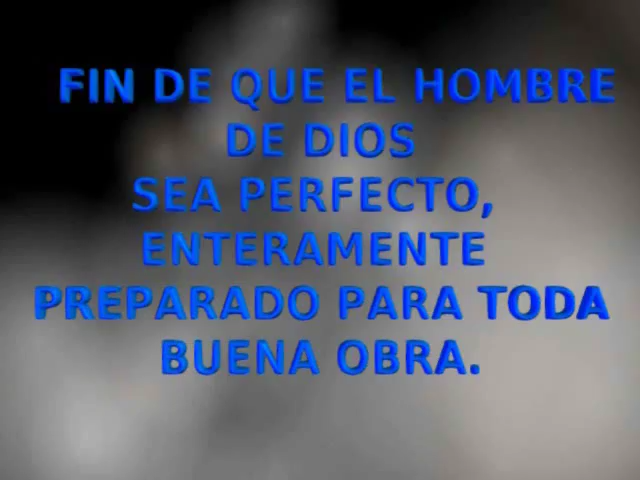 FIN DE QUE EL HOMBRE
DE DIOS
SEA PERFECTO,
ENTERAMENTE
PREPARADO PARA TODA
BUENA OBRA.